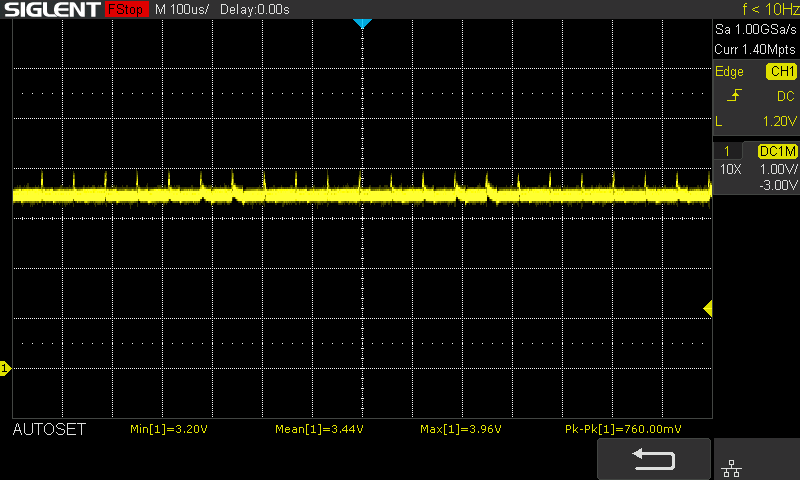 SIGLENT FStop M 100us/ Delay:0.00s f < 10Hz
Sa 1.00GSa/s
Curr 1.40Mpts
Edge CH1
DC
L 1.20V
1 DC1M
10X 1.00V/
-3.00V
1
AUTOSET Min[1]=3.20V Mean[1]=3.44V Max[1]=3.96V Pk-Pk[1]=760.00mV